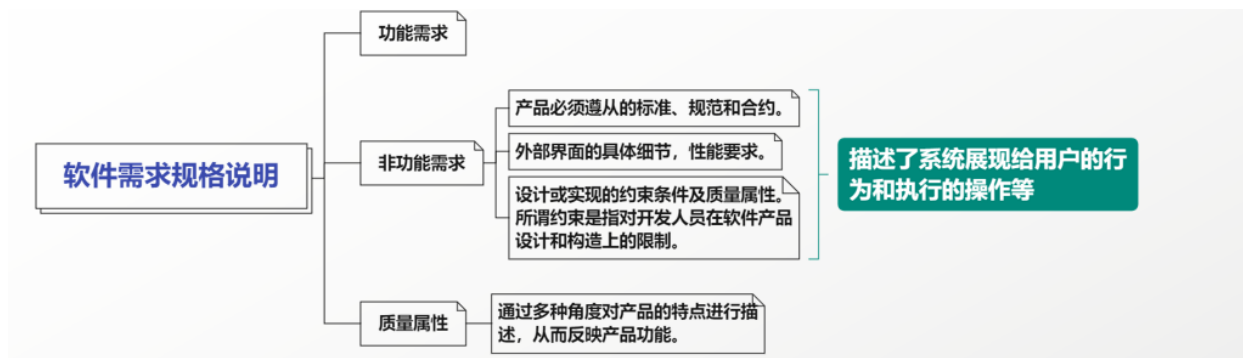 软件需求规格说明
功能需求
非功能需求
产品必须遵从的标准、规范和合约。
外部界面的具体细节，性能要求。
设计或实现的约束条件及质量属性。
所谓约束是指对开发人员在软件产品
设计和构造上的限制。
描述了系统展现给用户的行
为和执行的操作等
质量属性
通过多种角度对产品的特点进行描
述，从而反映产品功能。